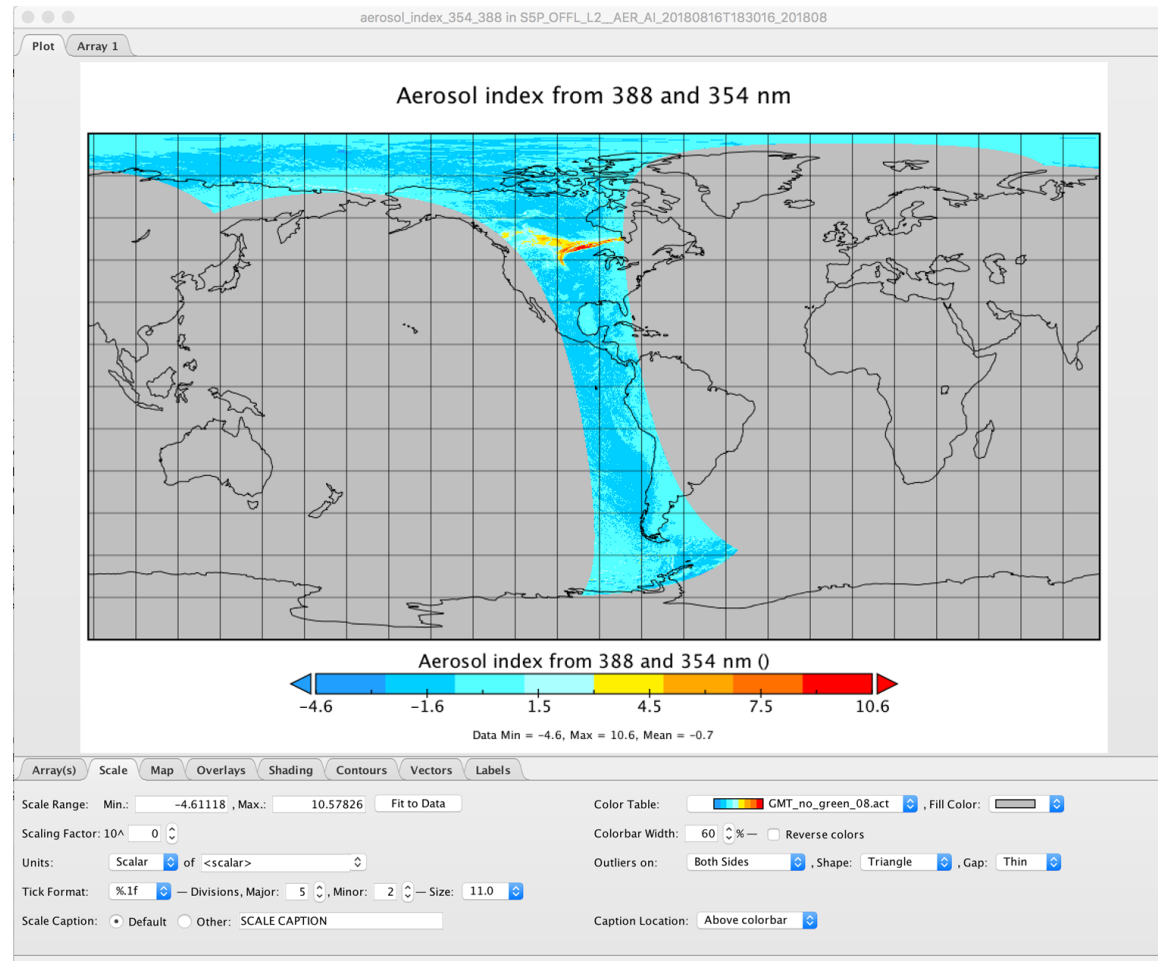 aerosol_index_354_388 in S5P_OFFL_L2__AER_AI_20180816T183016_201808
Plot Array 1
Aerosol index from 388 and 354 nm
Aerosol index from 388 and 354 nm ()
−4.6 −1.6 1.5 4.5 7.5 10.6
Data Min = −4.6, Max = 10.6, Mean = −0.7
Array(s) Scale Map Overlays Shading Contours Vectors Labels
Scale Range: Min.: −4.61118 , Max.: 10.57826 Fit to Data Color Table: GMT_no_green_08.act , Fill Color:
Scaling Factor: 10^ 0 Colorbar Width: 60 % — Reverse colors
Units: Scalar of <scalar> Outliers on: Both Sides , Shape: Triangle , Gap: Thin
Tick Format: %.1f — Divisions, Major: 5 , Minor: 2 — Size: 11.0
Scale Caption: Default Other: SCALE CAPTION Caption Location: Above colorbar